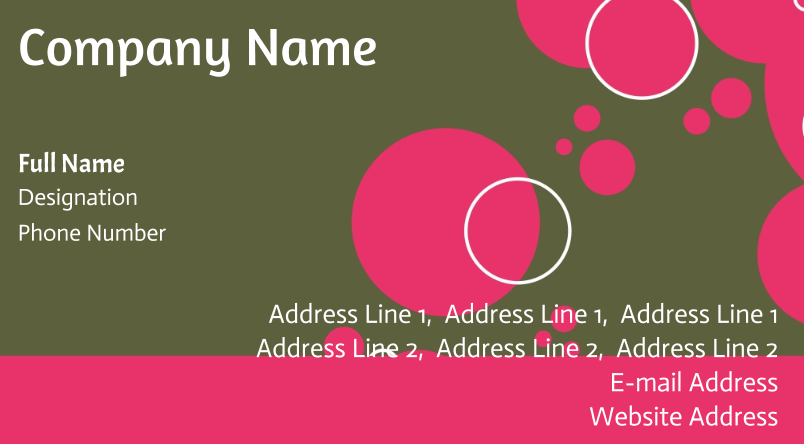 Company Name
Full Name
Designation
Phone Number
Address Line 1,  Address Line 1,  Address Line 1
Address Line 2,  Address Line 2,  Address Line 2
E-mail Address
Website Address